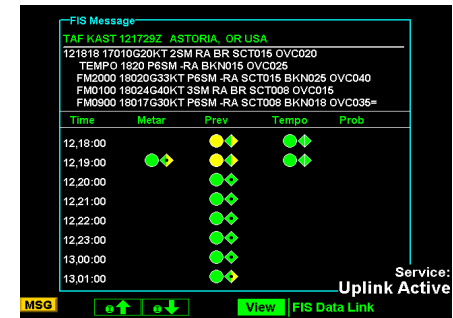 FIS Message
TAF KAST 121729Z ASTORIA, OR USA
121818 17010G20KT 2SM RA BR SCT015 OVC020
TEMPO 1820 P6SM -RA BKN015 OVC025
FM2000 18020G33KT P6SM -RA SCT015 BKN025 OVC040
FM0100 18024G40KT 3SM RA BR SCT008 OVC015
FM0900 18017G30KT P6SM -RA SCT008 BKN018 OVC035=
Time Metar Prev Tempo Prob
12,18:00
12,19:00
12,20:00
12,21:00
12,22:00
12,23:00
13,00:00
13,01:00
Service:
Uplink Active
MSG View FIS Data Link